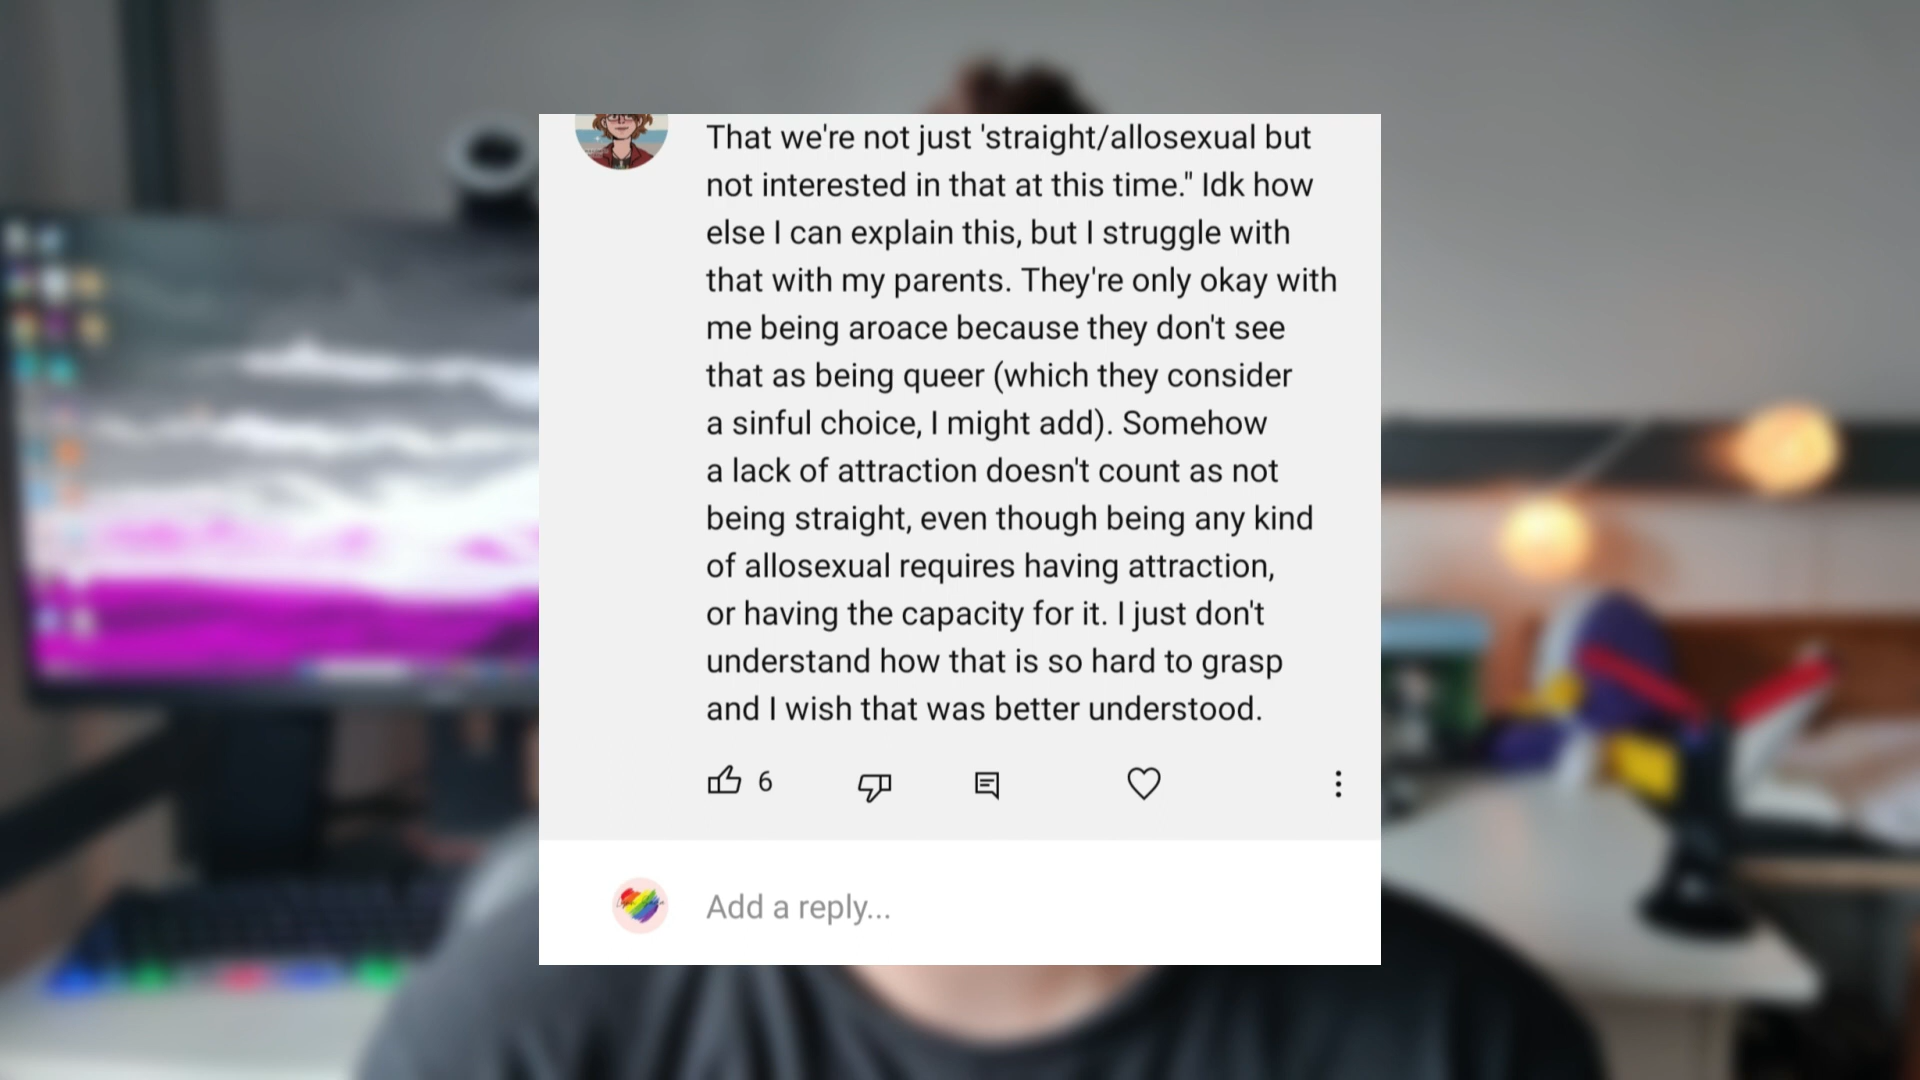 That we're not just 'straight/allosexual but
not interested in that at this time." Idk how
else I can explain this, but I struggle with
that with my parents. They're only okay with
me being aroace because they don't see
that as being queer (which they consider
a sinful choice, I might add). Somehow
a lack of attraction doesn't count as not
being straight, even though being any kind
of allosexual requires having attraction,
or having the capacity for it. I just don't
understand how that is so hard to grasp
and I wish that was better understood.
6
Add a reply...